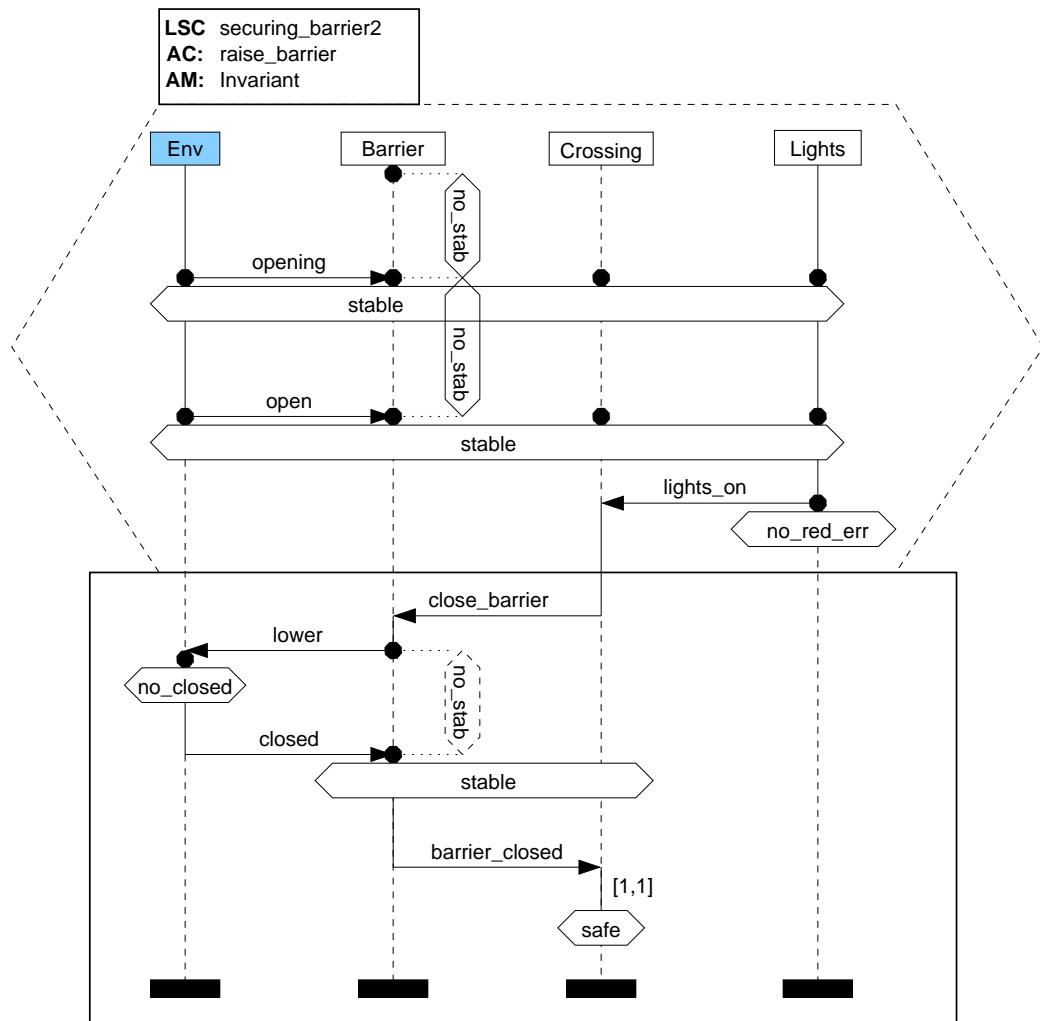 LSC securing_barrier2
AC: raise_barrier
AM: Invariant
Env Barrier Crossing Lights
no_stab
opening
stable
no_stab
open
stable
lights_on
no_red_err
close_barrier
lower
no_stab
no_closed
closed
stable
barrier_closed
[1,1]
safe